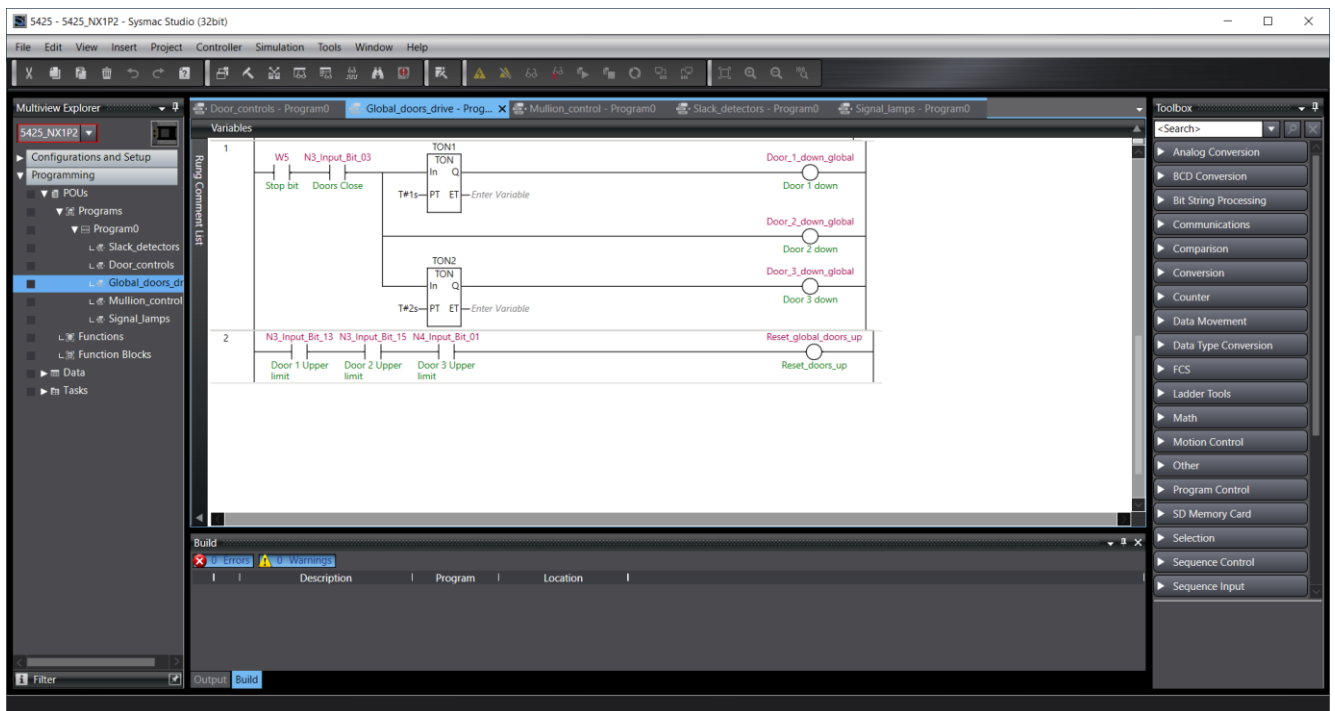 5425 - 5425_NX1P2 - Sysmac Studio (32bit)
File Edit View Insert Project Controller Simulation Tools Window Help
Multiview Explorer
5425_NX1P2
Configurations and Setup
Programming
POUs
Programs
Program0
Slack_detectors
Door_controls
Global_doors_dr
Mullion_control
Signal_lamps
Functions
Function Blocks
Data
Tasks
Filter
Door_controls - Program0
Global_doors_drive - Prog...
Mullion_control - Program0
Slack_detectors - Program0
Signal_lamps - Program0
Variables
Rung Comment List
1
W5 N3_Input_Bit_03
Stop bit Doors Close
TON1
TON
In Q
T#1s PT ET Enter Variable
Door_1_down_global
Door 1 down
Door_2_down_global
Door 2 down
TON2
TON
In Q
T#2s PT ET Enter Variable
Door_3_down_global
Door 3 down
2
N3_Input_Bit_13 N3_Input_Bit_15 N4_Input_Bit_01
Door 1 Upper Door 2 Upper Door 3 Upper
limit limit limit
Reset_global_doors_up
Reset_doors_up
Build
0 Errors 0 Warnings
Description Program Location
Output Build
Toolbox
<Search>
Analog Conversion
BCD Conversion
Bit String Processing
Communications
Comparison
Conversion
Counter
Data Movement
Data Type Conversion
FCS
Ladder Tools
Math
Motion Control
Other
Program Control
SD Memory Card
Selection
Sequence Control
Sequence Input